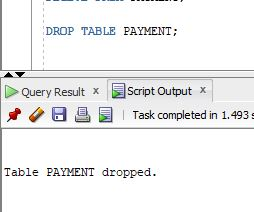 DROP TABLE PAYMENT;
Query Result x Script Output x
Task completed in 1.493 s
Table PAYMENT dropped.